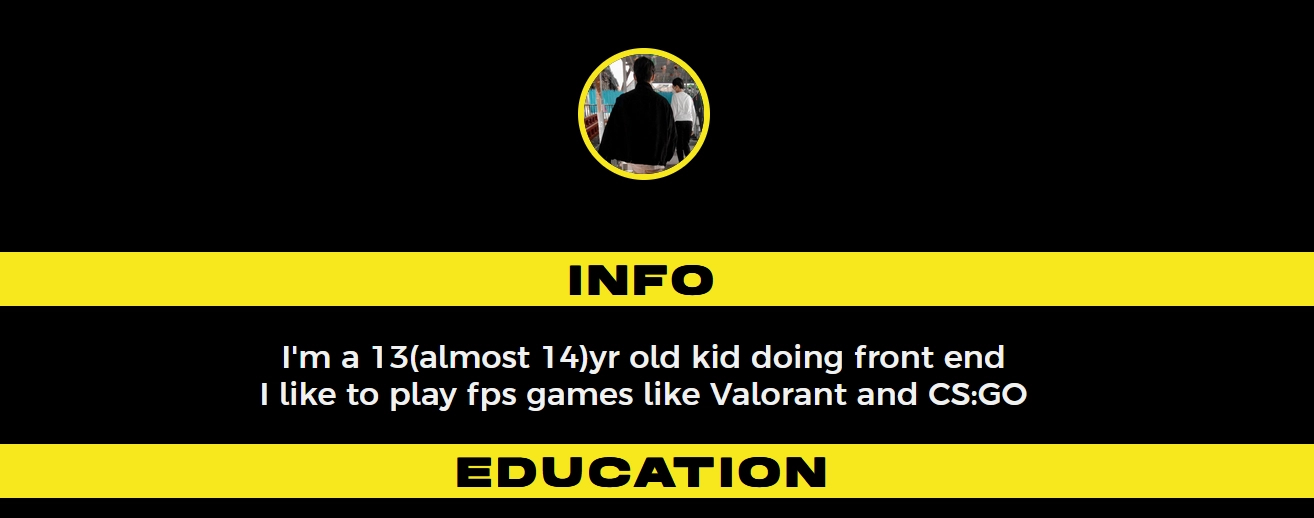 INFO
I'm a 13(almost 14)yr old kid doing front end
I like to play fps games like Valorant and CS:GO
EDUCATION